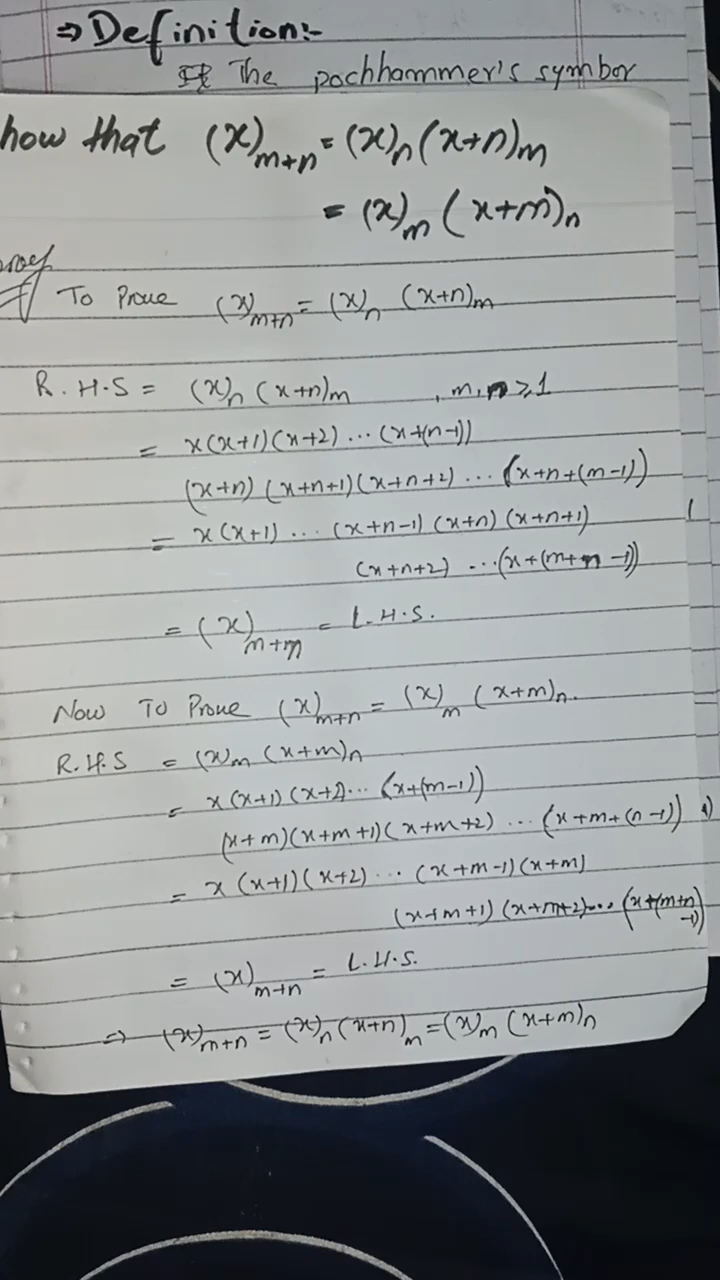 ⇒ Definition:-
The pochhammer's symbol
how that (x)m+n = (x)n (x+n)m
= (x)m (x+m)n
To Prove (x)m+n = (x)n (x+n)m
R.H.S = (x)n (x+n)m , m,n ≥ 1
= x(x+1)(x+2) ... (x+(n-1))
(x+n) (x+n+1)(x+n+2) ... (x+n+(m-1))
= x(x+1) ... (x+n-1) (x+n) (x+n+1)
(x+n+2) ... (x+(m+n-1))
= (x)m+n = L.H.S.
Now To Prove (x)m+n = (x)m (x+m)n.
R.H.S = (x)m (x+m)n
= x(x+1)(x+2)... (x+(m-1))
(x+m)(x+m+1)(x+m+2) ... (x+m+(n-1))
= x(x+1)(x+2) ... (x+m-1)(x+m)
(x+m+1) (x+m+2)... (x+(m+n)-1)
= (x)m+n = L.H.S.
⇒ (x)m+n = (x)n (x+n)m = (x)m (x+m)n